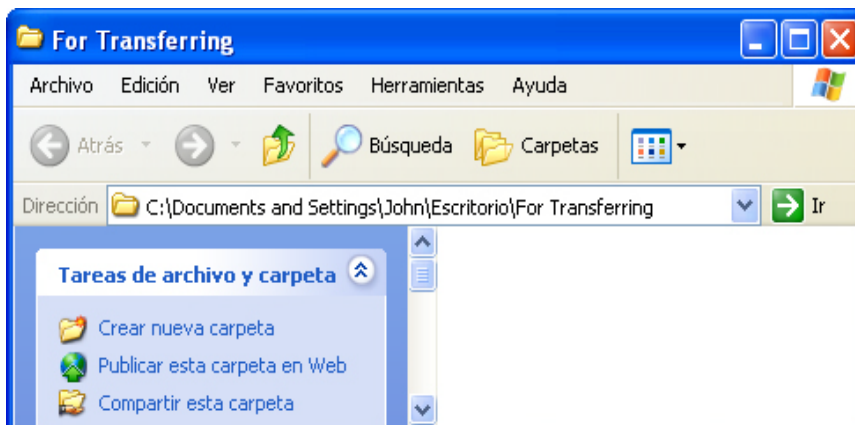 For Transferring
Archivo Edición Ver Favoritos Herramientas Ayuda
Atrás Búsqueda Carpetas
Dirección C:\Documents and Settings\John\Escritorio\For Transferring Ir
Tareas de archivo y carpeta
Crear nueva carpeta
Publicar esta carpeta en Web
Compartir esta carpeta